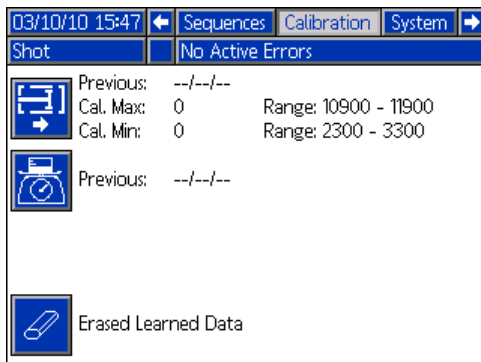 03/10/10 15:47 Sequences Calibration System
Shot No Active Errors
Previous: --/--/--
Cal. Max: 0 Range: 10900 - 11900
Cal. Min: 0 Range: 2300 - 3300
Previous: --/--/--
Erased Learned Data